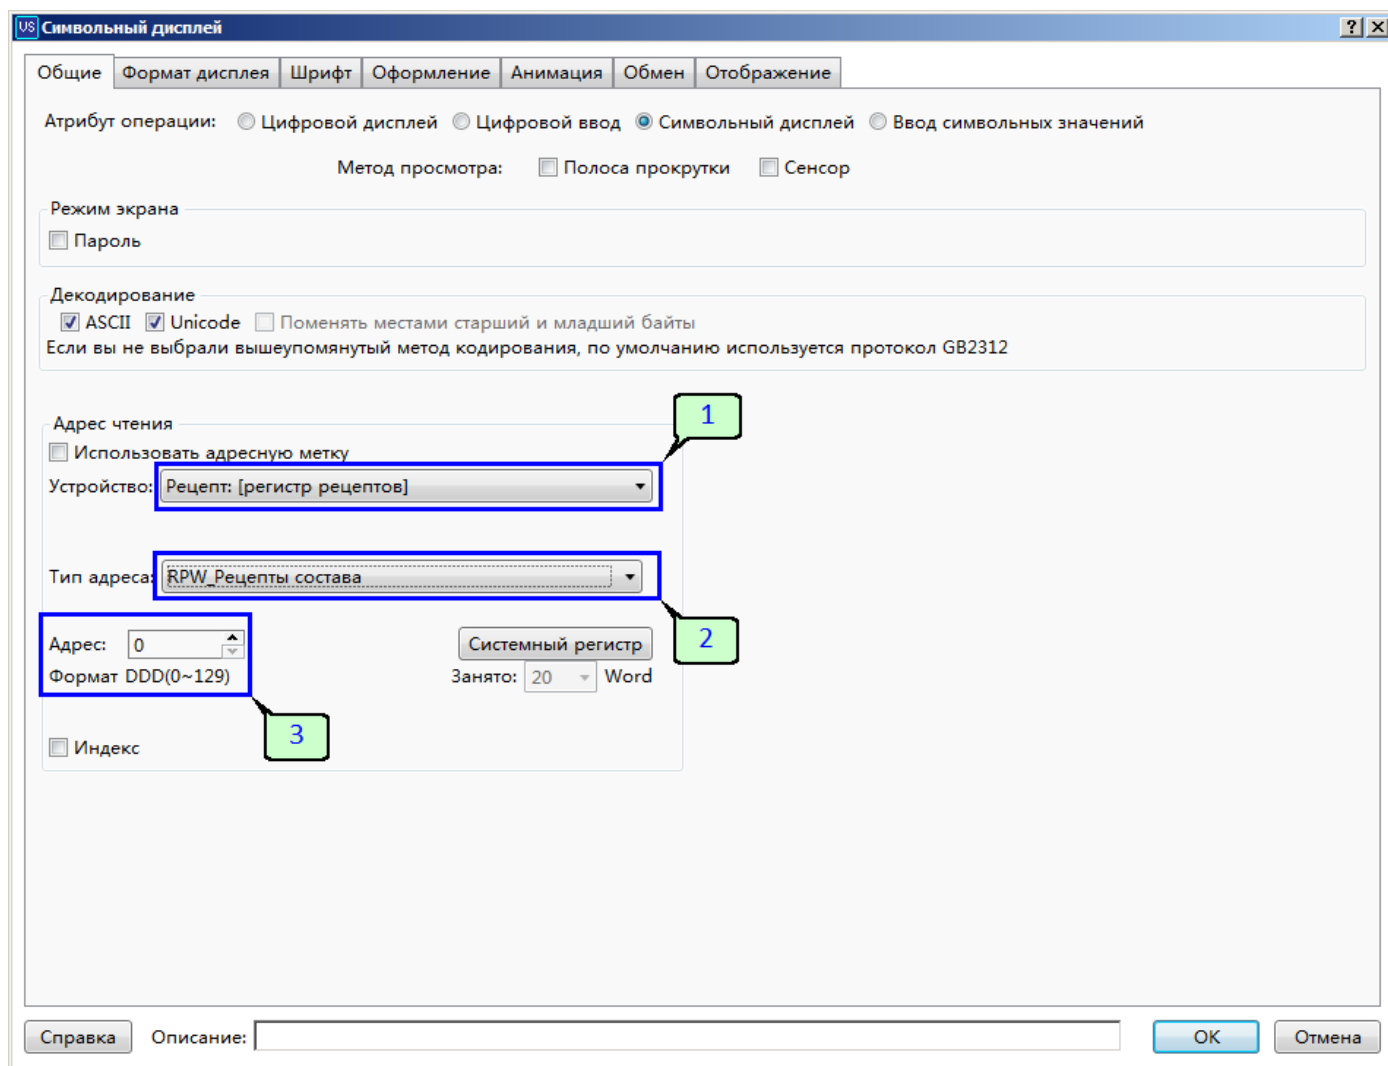 VS Символьный дисплей
Общие Формат дисплея Шрифт Оформление Анимация Обмен Отображение
Атрибут операции: Цифровой дисплей Цифровой ввод Символьный дисплей Ввод символьных значений
Метод просмотра: Полоса прокрутки Сенсор
Режим экрана
Пароль
Декодирование
ASCII Unicode Поменять местами старший и младший байты
Если вы не выбрали вышеупомянутый метод кодирования, по умолчанию используется протокол GB2312
1
Адрес чтения
Использовать адресную метку
Устройство: Рецепт: [регистр рецептов]
Тип адреса: RPW_Рецепты состава
2
Адрес: 0 Системный регистр
Формат DDD(0~129) Занято: 20 Word
3
Индекс
Справка Описание: OK Отмена